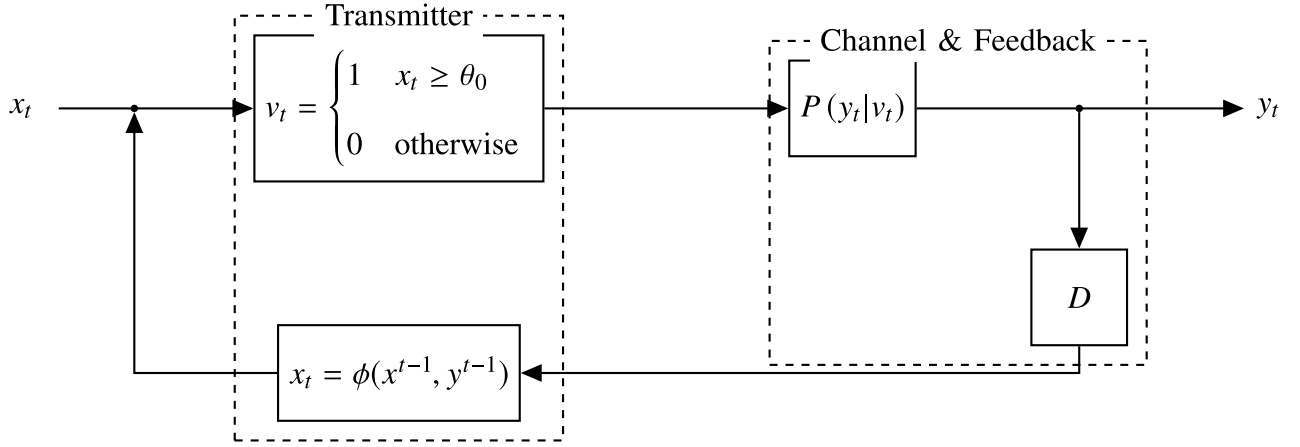 Transmitter
Channel & Feedback
x_t
v_t = { 1 x_t ≥ θ_0
0 otherwise
P(y_t|v_t)
y_t
D
x_t = ϕ(x^{t−1}, y^{t−1})